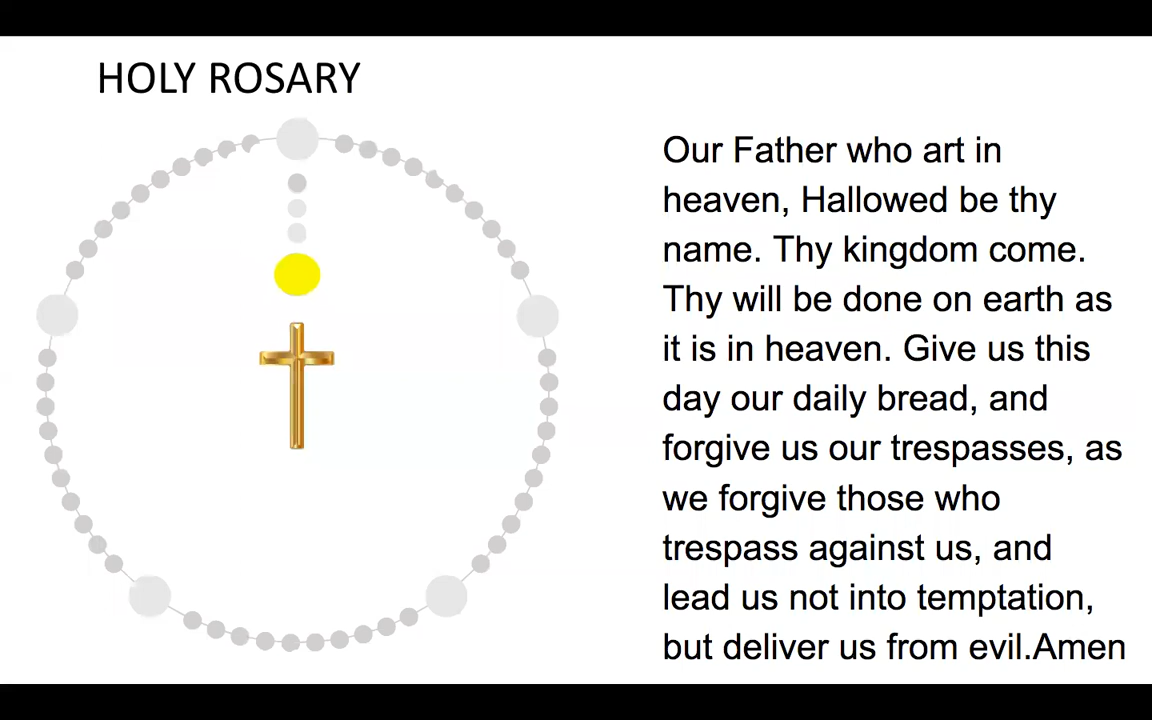 HOLY ROSARY
Our Father who art in
heaven, Hallowed be thy
name. Thy kingdom come.
Thy will be done on earth as
it is in heaven. Give us this
day our daily bread, and
forgive us our trespasses, as
we forgive those who
trespass against us, and
lead us not into temptation,
but deliver us from evil.Amen